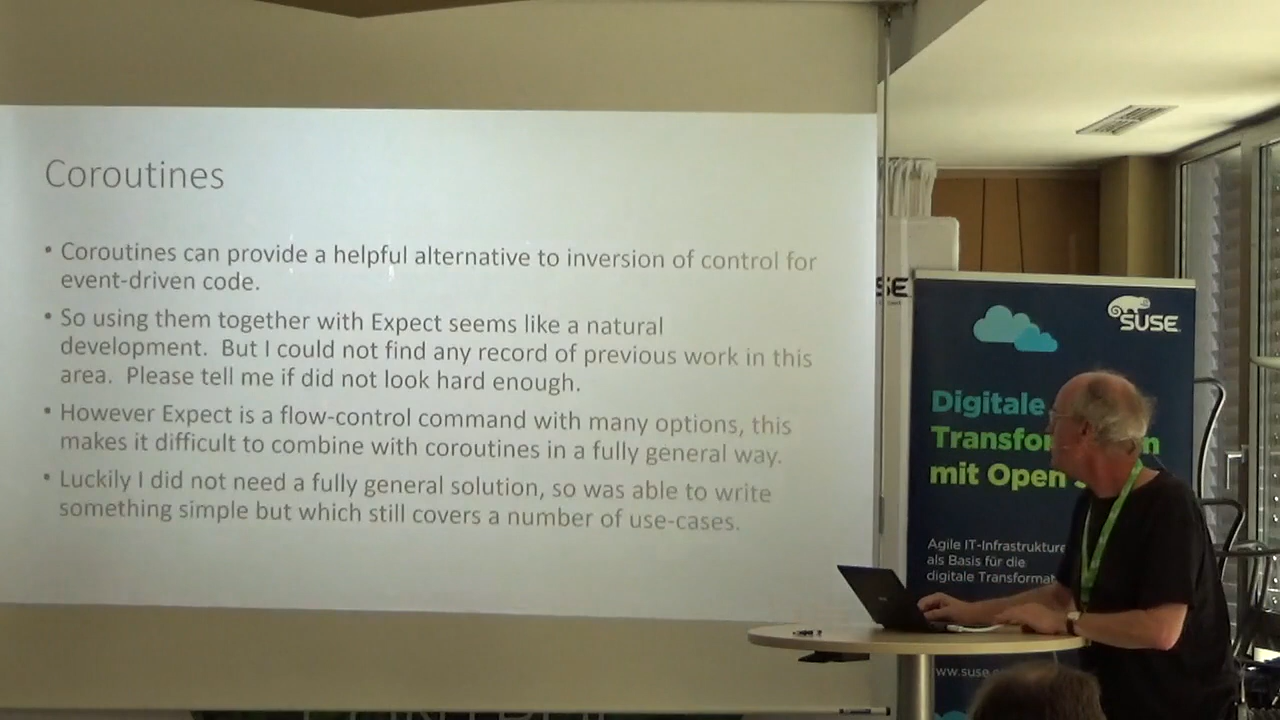 Coroutines
• Coroutines can provide a helpful alternative to inversion of control for
event-driven code.
• So using them together with Expect seems like a natural
development. But I could not find any record of previous work in this
area. Please tell me if did not look hard enough.
• However Expect is a flow-control command with many options, this
makes it difficult to combine with coroutines in a fully general way.
• Luckily I did not need a fully general solution, so was able to write
something simple but which still covers a number of use-cases.
SE
SUSE
Digitale
mit Open
Agile IT-Infrastrukture
als Basis für die
digitale Transformat
www.suse.